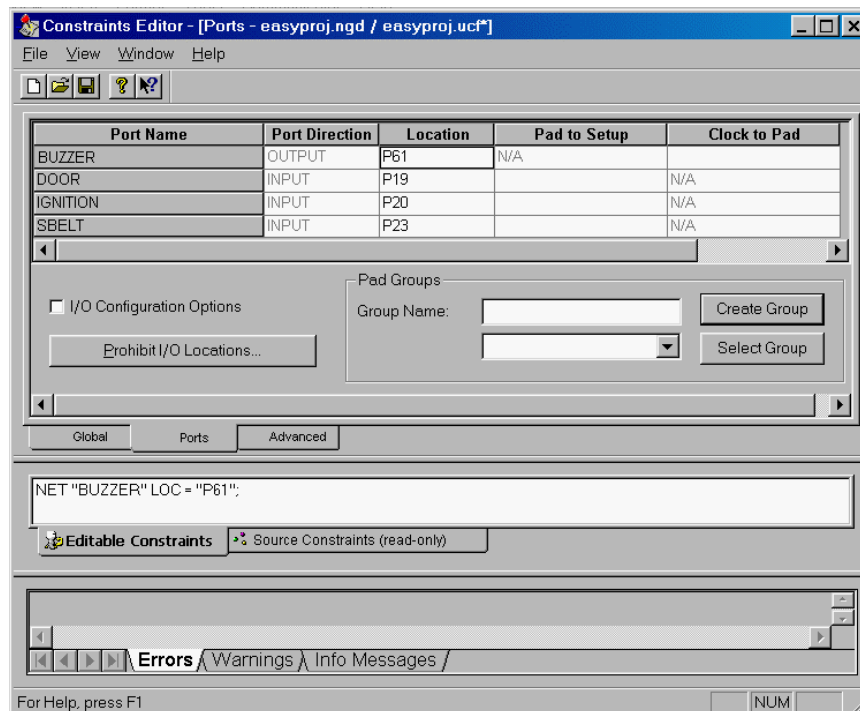 Constraints Editor - [Ports - easyproj.ngd / easyproj.ucf*]
File View Window Help
Port Name Port Direction Location Pad to Setup Clock to Pad
BUZZER OUTPUT P61 N/A
DOOR INPUT P19 N/A
IGNITION INPUT P20 N/A
SBELT INPUT P23 N/A
Pad Groups
I/O Configuration Options Group Name: Create Group
Prohibit I/O Locations... Select Group
Global Ports Advanced
NET "BUZZER" LOC = "P61";
Editable Constraints Source Constraints (read-only)
Errors Warnings Info Messages
For Help, press F1 NUM